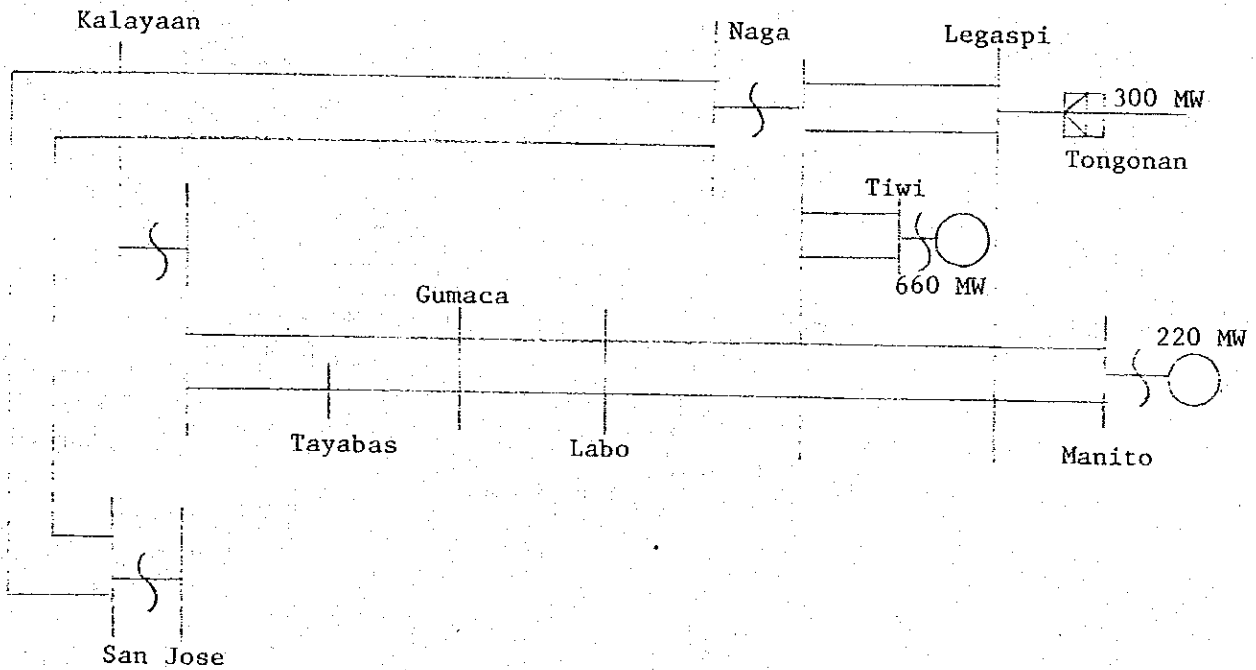 Kalayaan
Naga
Legaspi
300 MW
Tongonan
Tiwi
660 MW
Gumaca
220 MW
Tayabas
Labo
Manito
San Jose